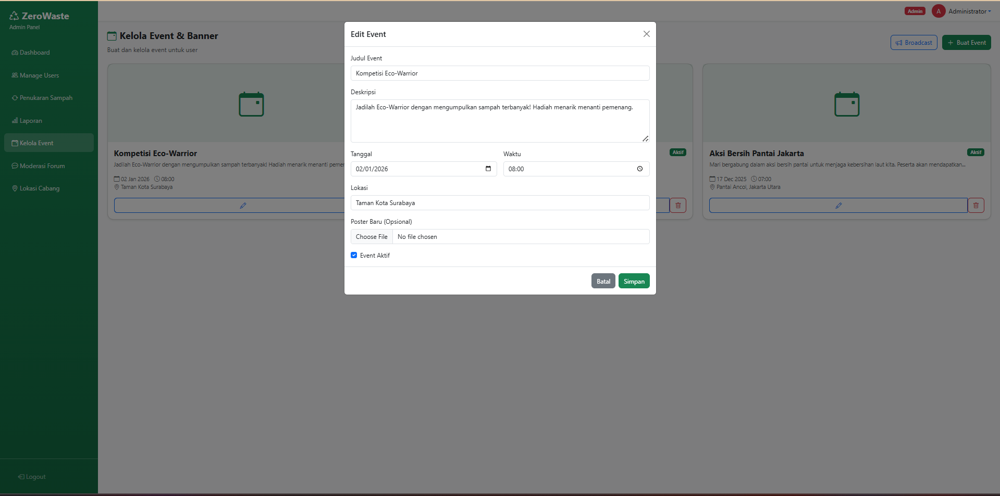 ZeroWaste
Admin Panel
Dashboard
Manage Users
Penukaran Sampah
Laporan
Kelola Event
Moderasi Forum
Lokasi Cabang
Logout
Admin
A
Administrator
Kelola Event & Banner
Buat dan kelola event untuk user
Broadcast
+ Buat Event
Kompetisi Eco-Warrior
Jadilah Eco-Warrior dengan mengumpulkan sampah terbanyak! Hadiah menarik menanti
02 Jan 2026 08:00
Taman Kota Surabaya
Aktif
Aksi Bersih Pantai Jakarta
Aktif
Mari bergabung dalam aksi bersih pantai untuk menjaga kebersihan laut kita. Peserta akan mendapatkan...
17 Dec 2025 07:00
Pantai Ancol, Jakarta Utara
Edit Event
Judul Event
Kompetisi Eco-Warrior
Deskripsi
Jadilah Eco-Warrior dengan mengumpulkan sampah terbanyak! Hadiah menarik menanti pemenang.
Tanggal
Waktu
02/01/2026
08:00
Lokasi
Taman Kota Surabaya
Poster Baru (Opsional)
Choose File No file chosen
Event Aktif
Batal
Simpan